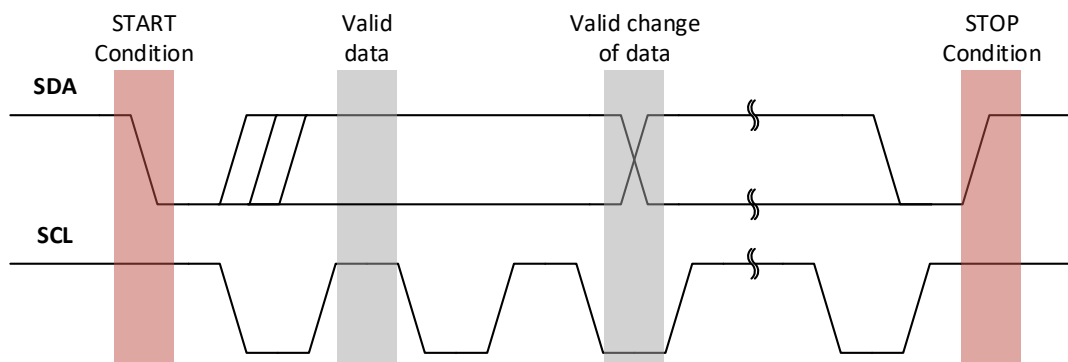 START
Condition
Valid
data
Valid change
of data
STOP
Condition
SDA
SCL